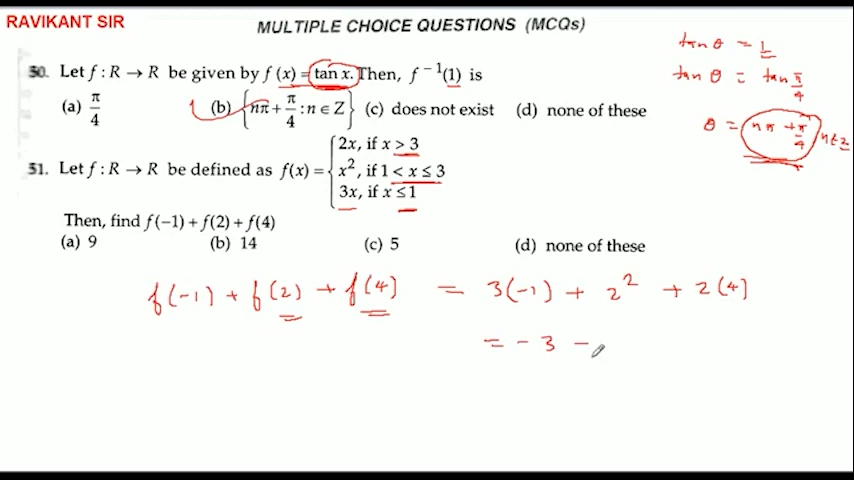 RAVIKANT SIR
MULTIPLE CHOICE QUESTIONS (MCQs)
50. Let f : R → R be given by f (x) = tan x. Then, f⁻¹(1) is
(a) π/4 (b) {nπ + π/4 : n ∈ Z} (c) does not exist (d) none of these
51. Let f : R → R be defined as f(x) = { 2x, if x > 3
x², if 1 < x ≤ 3
3x, if x ≤ 1
Then, find f(−1) + f(2) + f(4)
(a) 9 (b) 14 (c) 5 (d) none of these
tan θ = 1
tan θ = tan π/4
θ = nπ + π/4, n ∈ z
f(-1) + f(2) + f(4) = 3(-1) + 2² + 2(4)
= - 3 -